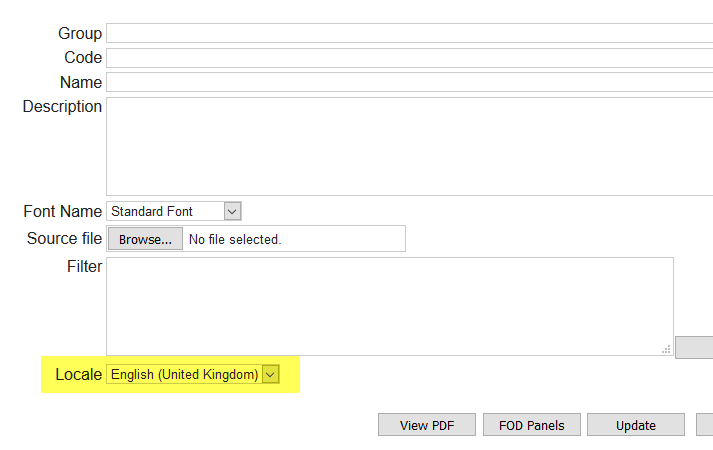 Group
Code
Name
Description
Font Name Standard Font
Source file Browse... No file selected.
Filter
Locale English (United Kingdom)
View PDF FOD Panels Update